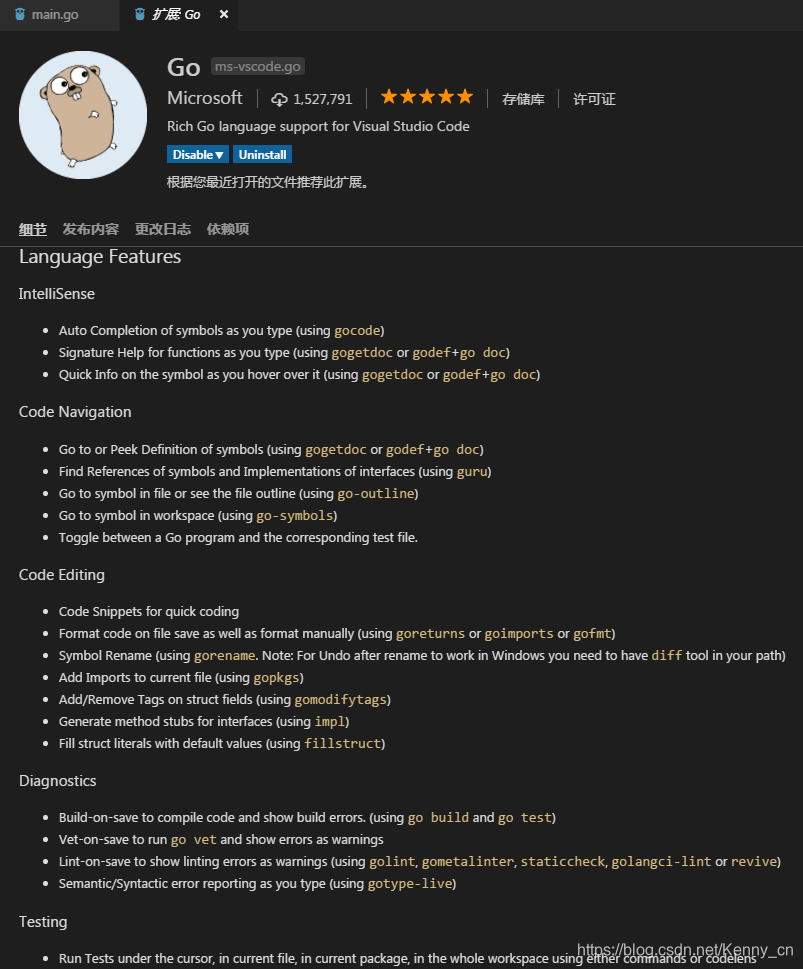 main.go 扩展: Go ×
Go ms-vscode.go
Microsoft 1,527,791 存储库 许可证
Rich Go language support for Visual Studio Code
Disable▼ Uninstall
根据您最近打开的文件推荐此扩展。
细节 发布内容 更改日志 依赖项
Language Features
IntelliSense
• Auto Completion of symbols as you type (using gocode)
• Signature Help for functions as you type (using gogetdoc or godef+go doc)
• Quick Info on the symbol as you hover over it (using gogetdoc or godef+go doc)
Code Navigation
• Go to or Peek Definition of symbols (using gogetdoc or godef+go doc)
• Find References of symbols and Implementations of interfaces (using guru)
• Go to symbol in file or see the file outline (using go-outline)
• Go to symbol in workspace (using go-symbols)
• Toggle between a Go program and the corresponding test file.
Code Editing
• Code Snippets for quick coding
• Format code on file save as well as format manually (using goreturns or goimports or gofmt)
• Symbol Rename (using gorename. Note: For Undo after rename to work in Windows you need to have diff tool in your path)
• Add Imports to current file (using gopkgs)
• Add/Remove Tags on struct fields (using gomodifytags)
• Generate method stubs for interfaces (using impl)
• Fill struct literals with default values (using fillstruct)
Diagnostics
• Build-on-save to compile code and show build errors. (using go build and go test)
• Vet-on-save to run go vet and show errors as warnings
• Lint-on-save to show linting errors as warnings (using golint, gometalinter, staticcheck, golangci-lint or revive)
• Semantic/Syntactic error reporting as you type (using gotype-live)
Testing
• Run Tests under the cursor, in current file, in current package, in the whole workspace using either commands or codelens
https://blog.csdn.net/Kenny_cn